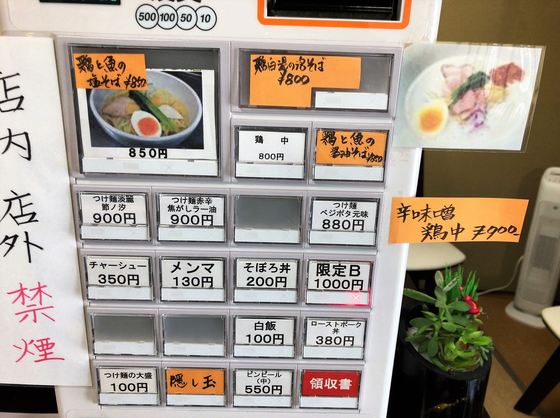 500 100 50 10
店内店外禁煙
鶏と魚の
塩そば ¥850
850円
鶏白湯の塩そば
¥800
鶏中
800円
鶏と魚の
醤油そば ¥850
つけ麺淡麗
節ノ汐
900円
つけ麺赤辛
焦がしラー油
900円
つけ麺
ベジポタ元味
880円
辛味噌
鶏中 ¥900
チャーシュー
350円
メンマ
130円
そぼろ丼
200円
限定B
1000円
白飯
100円
ローストポーク
丼
380円
つけ麺の大盛
100円
隠し玉
ビンビール
(中)
550円
領収書